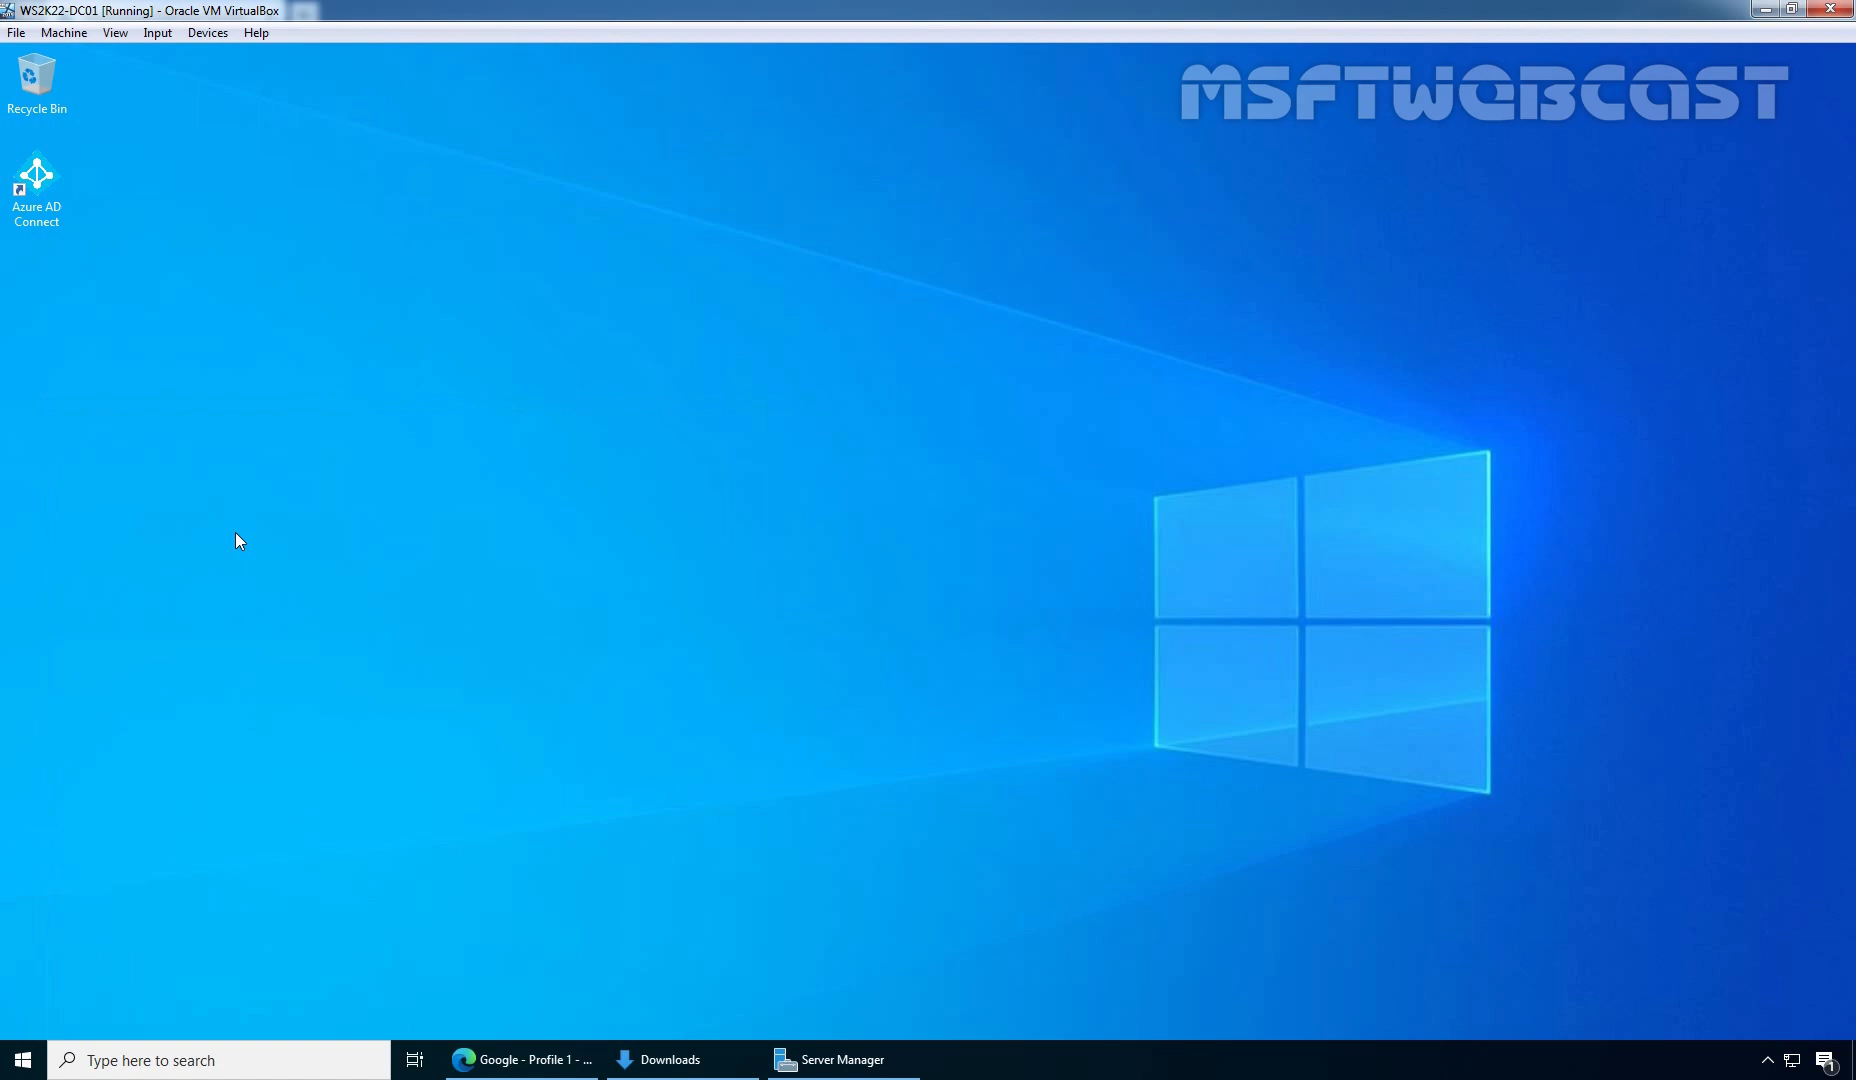 WS2K22-DC01 [Running] - Oracle VM VirtualBox
File Machine View Input Devices Help
MSFTWEBCAST
Recycle Bin
Azure AD
Connect
Type here to search
Google - Profile 1 - ...
Downloads
Server Manager
1